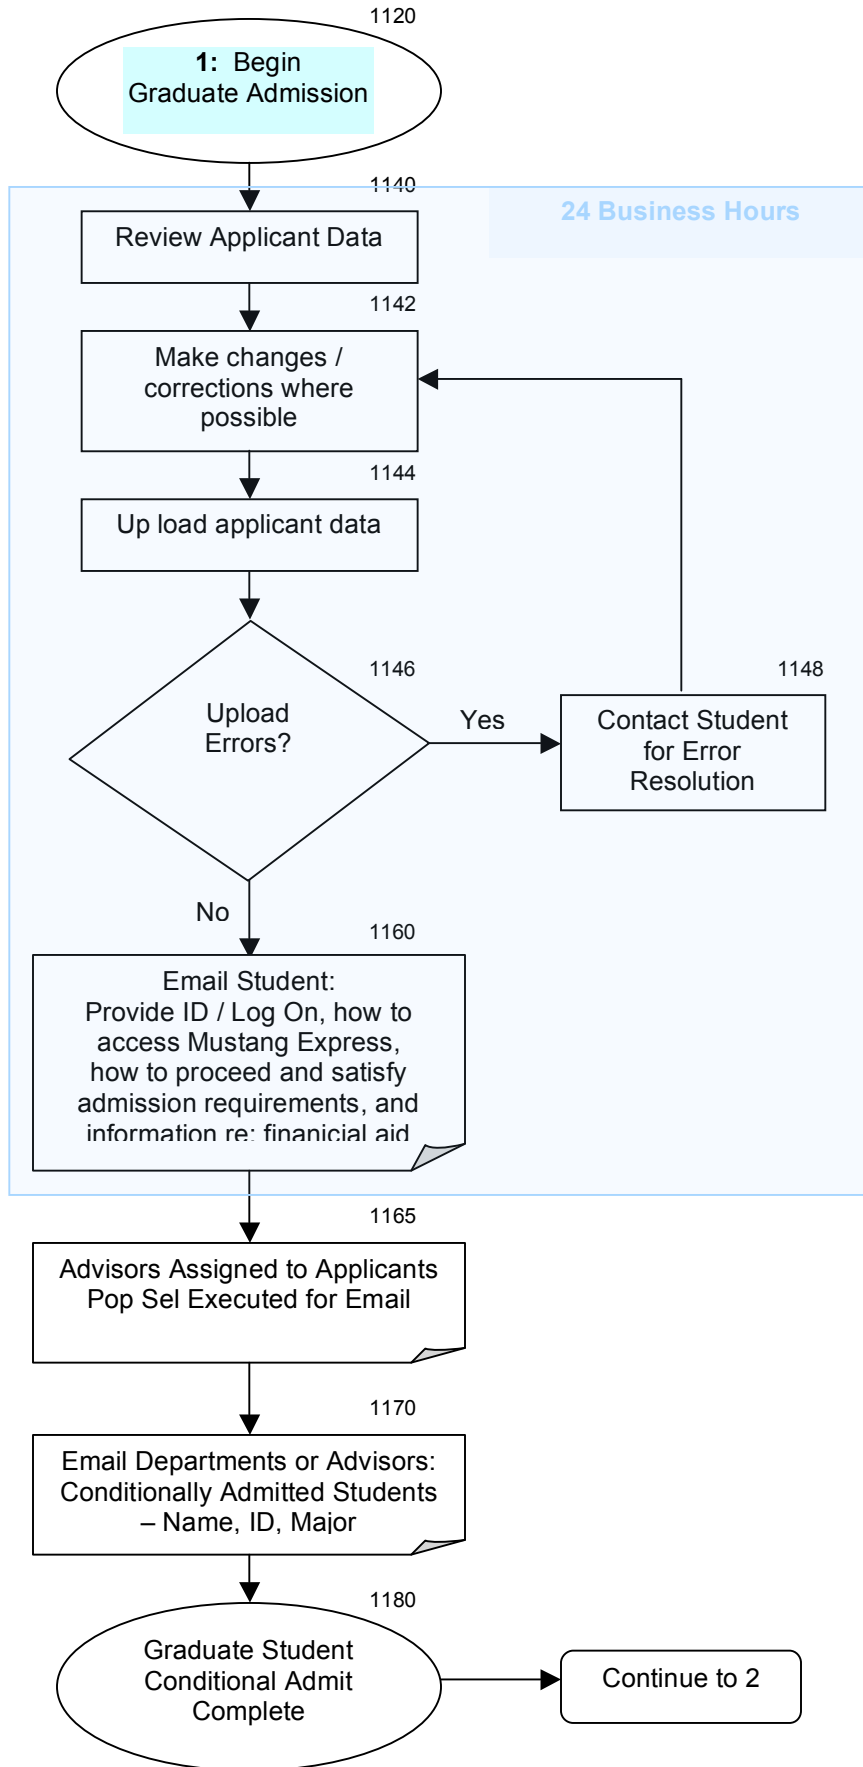 1120
1: Begin
Graduate Admission
1140
24 Business Hours
Review Applicant Data
1142
Make changes /
corrections where
possible
1144
Up load applicant data
1146
Upload
Errors?
Yes
1148
Contact Student
for Error
Resolution
No
1160
Email Student:
Provide ID / Log On, how to
access Mustang Express,
how to proceed and satisfy
admission requirements, and
information re: finanicial aid
1165
Advisors Assigned to Applicants
Pop Sel Executed for Email
1170
Email Departments or Advisors:
Conditionally Admitted Students
– Name, ID, Major
1180
Graduate Student
Conditional Admit
Complete
Continue to 2